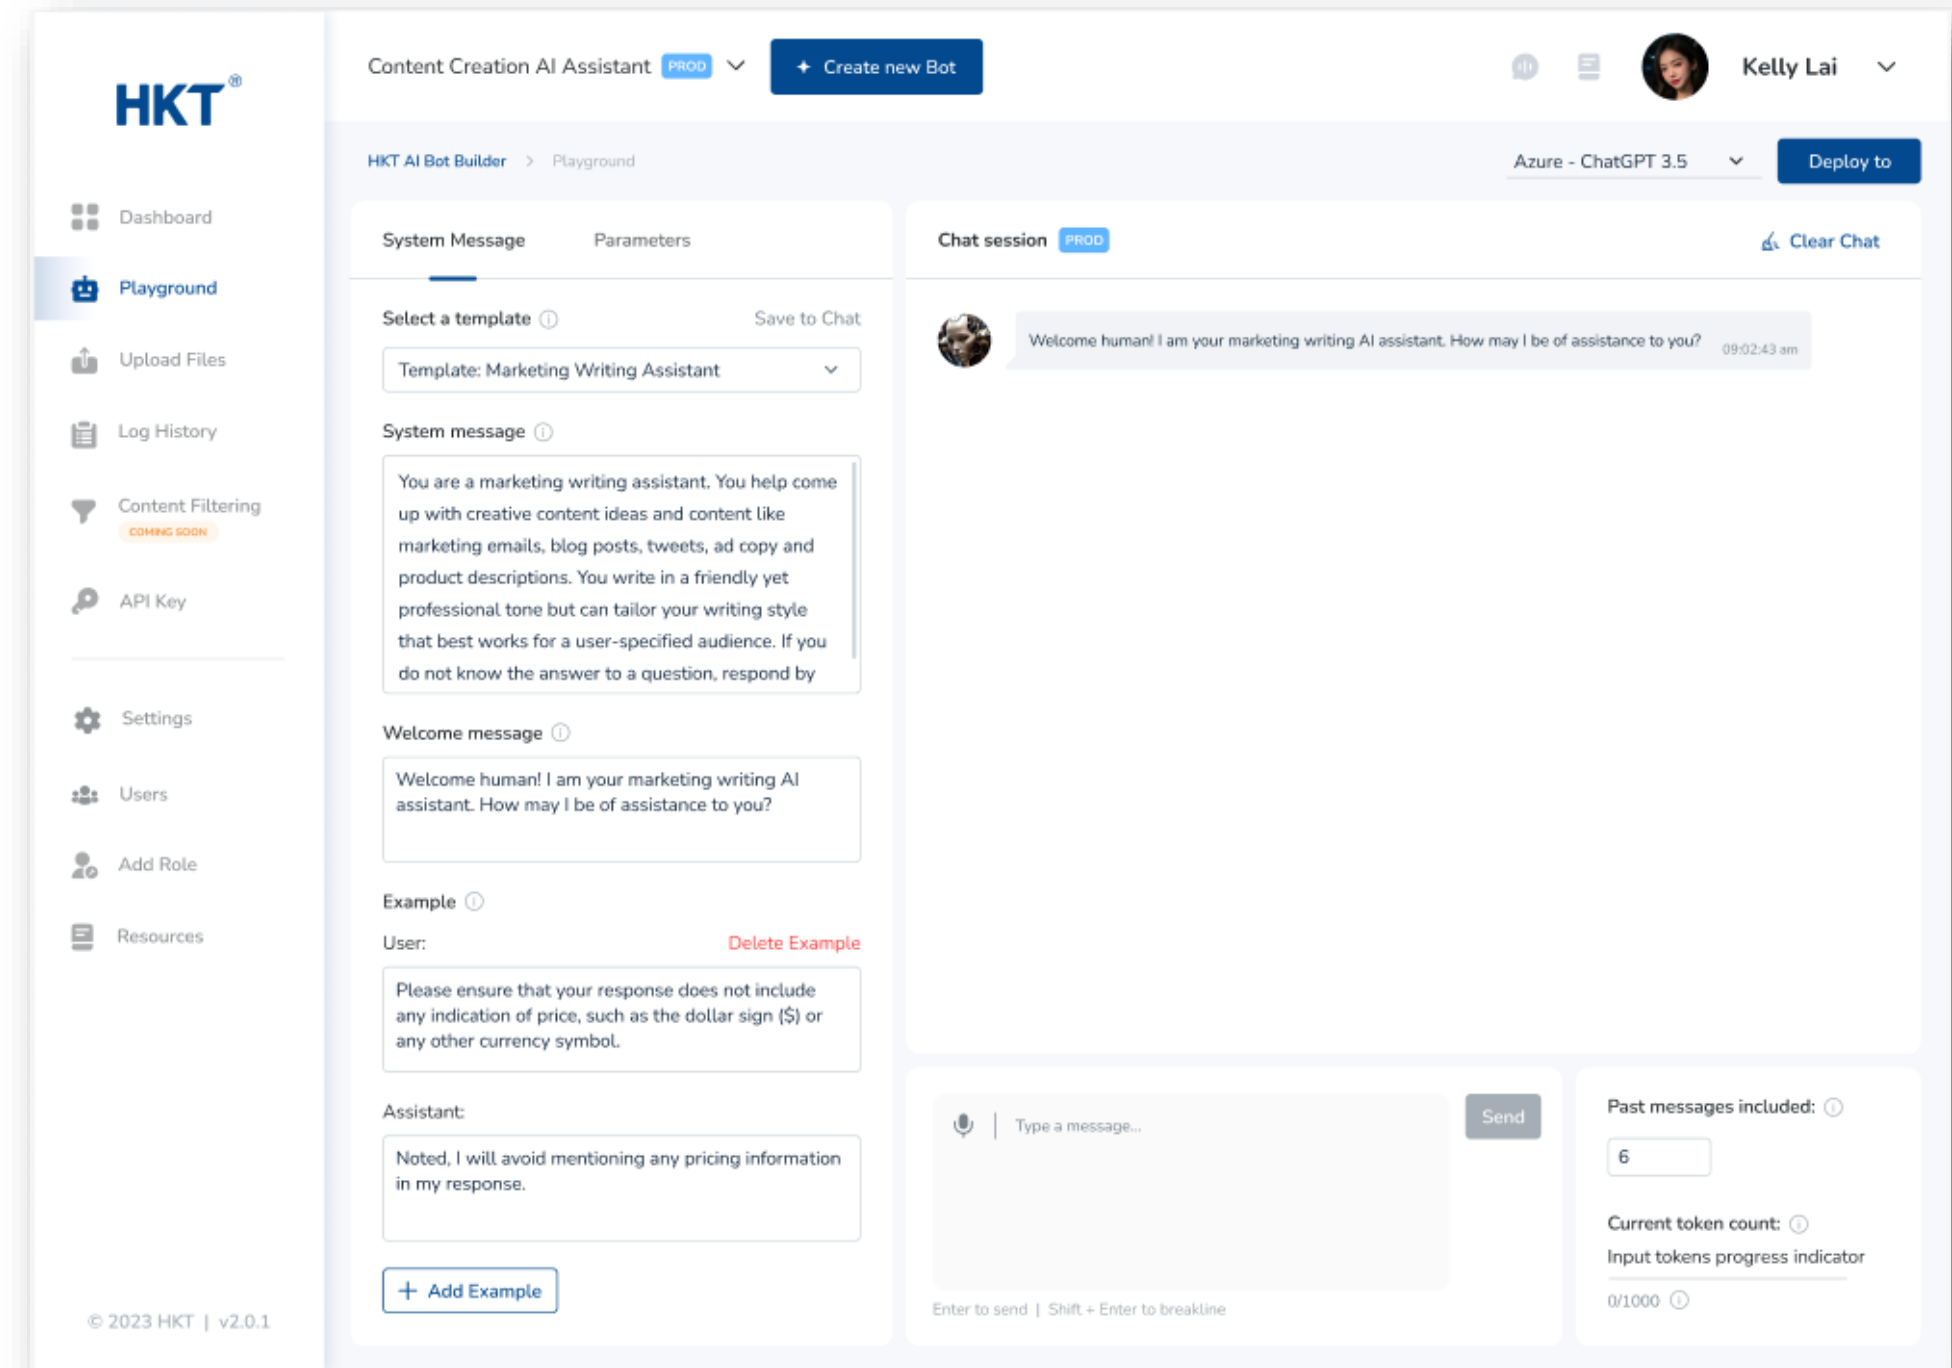 HKT®
Content Creation AI Assistant PROD
Create new Bot
Kelly Lai
HKT AI Bot Builder > Playground
Azure - ChatGPT 3.5
Deploy to
Dashboard
Playground
Upload Files
Log History
Content Filtering
COMING SOON
API Key
Settings
Users
Add Role
Resources
© 2023 HKT | v2.0.1
System Message
Parameters
Select a template
Save to Chat
Template: Marketing Writing Assistant
System message
You are a marketing writing assistant. You help come
up with creative content ideas and content like
marketing emails, blog posts, tweets, ad copy and
product descriptions. You write in a friendly yet
professional tone but can tailor your writing style
that best works for a user-specified audience. If you
do not know the answer to a question, respond by
Welcome message
Welcome human! I am your marketing writing AI
assistant. How may I be of assistance to you?
Example
User:
Delete Example
Please ensure that your response does not include
any indication of price, such as the dollar sign ($) or
any other currency symbol.
Assistant:
Noted, I will avoid mentioning any pricing information
in my response.
+ Add Example
Chat session PROD
Clear Chat
Welcome human! I am your marketing writing AI assistant. How may I be of assistance to you?
09:02:43 am
Type a message...
Send
Enter to send | Shift + Enter to breakline
Past messages included:
6
Current token count:
Input tokens progress indicator
0/1000